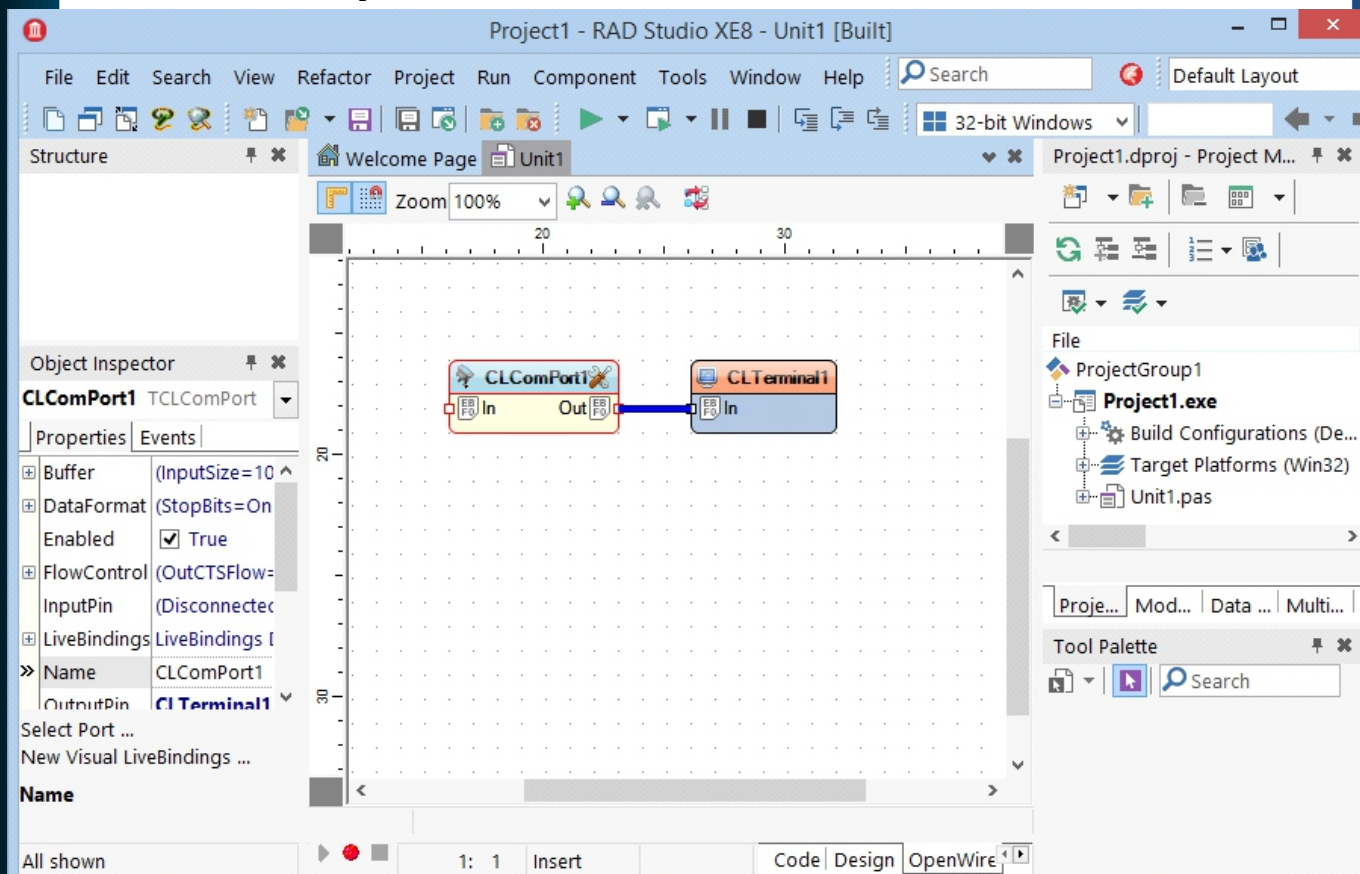 Project1 - RAD Studio XE8 - Unit1 [Built]
File Edit Search View Refactor Project Run Component Tools Window Help Search Default Layout
32-bit Windows
Structure
Welcome Page Unit1
Project1.dproj - Project M...
Zoom 100%
20 30
File
ProjectGroup1
Project1.exe
Build Configurations (De...
Target Platforms (Win32)
Unit1.pas
Object Inspector
CLComPort1 TCLComPort
Properties Events
Buffer (InputSize=10
DataFormat (StopBits=On
Enabled True
FlowControl (OutCTSFlow=
InputPin (Disconnected
LiveBindings LiveBindings D
Name CLComPort1
OutputPin CLTerminal1
Select Port ...
New Visual LiveBindings ...
Name
All shown
20
30
CLComPort1 CLTerminal1
In Out In
Proje... Mod... Data ... Multi...
Tool Palette
Search
1: 1 Insert Code Design OpenWire